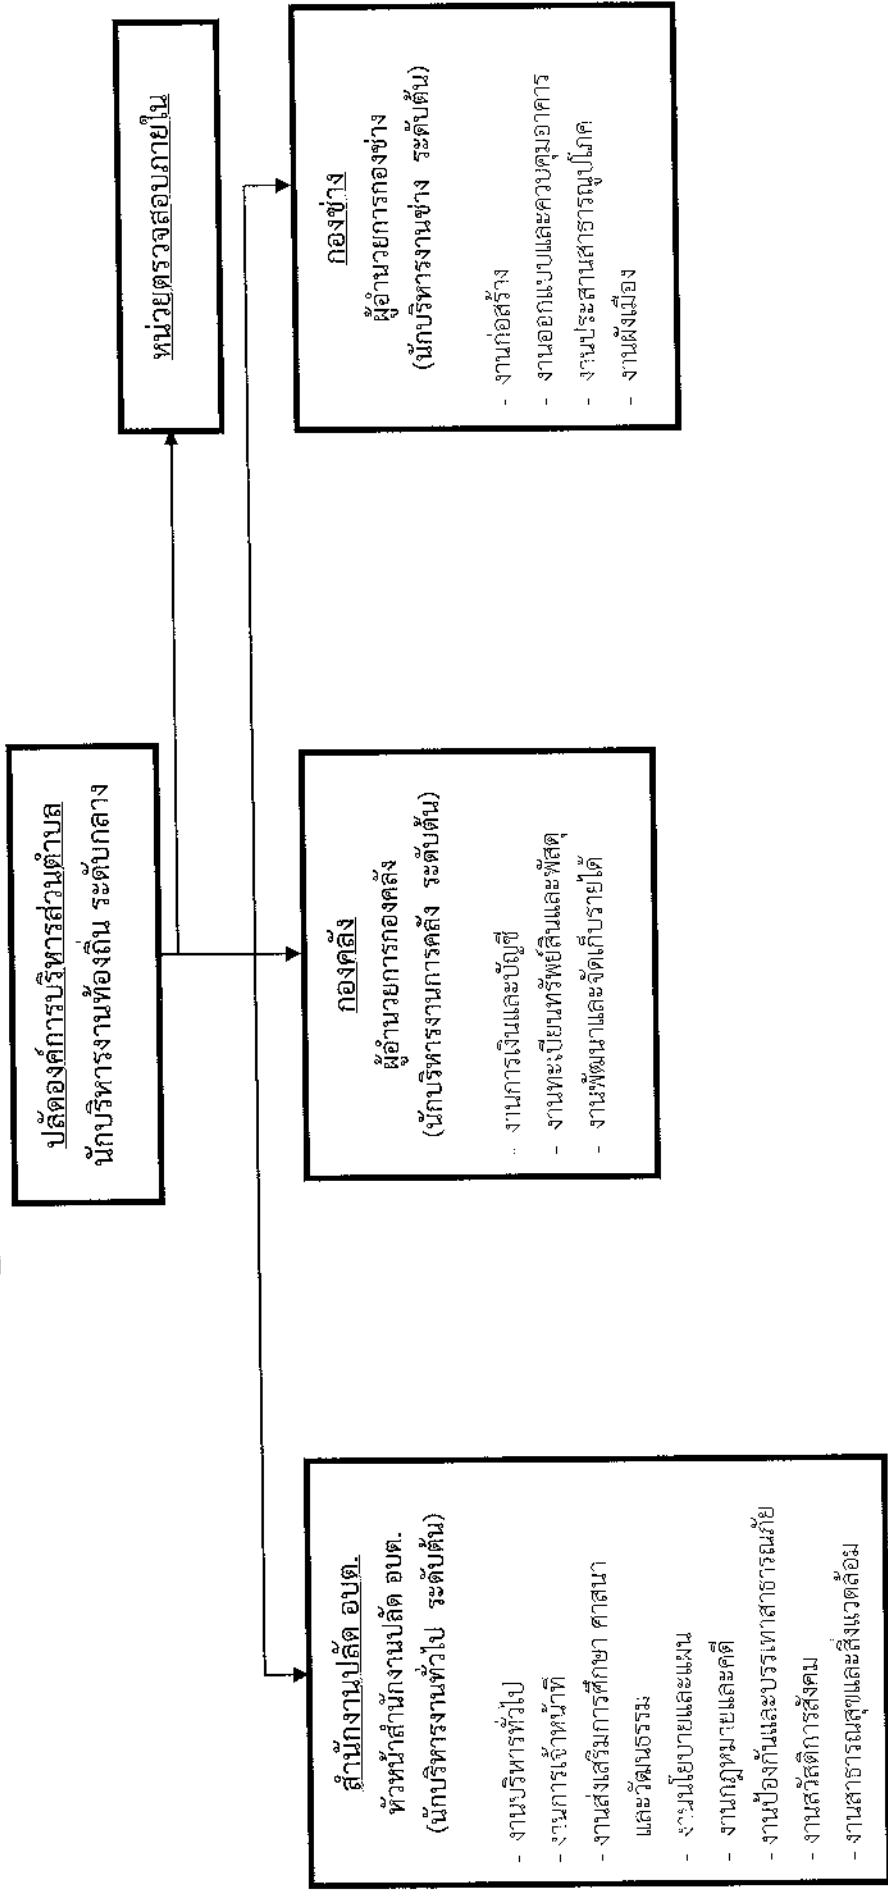 ปลัดองค์การบริหารส่วนตำบล
นักบริหารงานท้องถิ่น ระดับกลาง
หน่วยตรวจสอบภายใน
สำนักงานปลัด อบต.
หัวหน้าสำนักงานปลัด อบต.
(นักบริหารงานทั่วไป ระดับต้น)
- งานบริหารทั่วไป
- งานการเจ้าหน้าที่
- งานส่งเสริมการศึกษา ศาสนา
และวัฒนธรรม
- งานนโยบายและแผน
- งานกฎหมายและคดี
- งานป้องกันและบรรเทาสาธารณภัย
- งานสวัสดิการสังคม
- งานสาธารณสุขและสิ่งแวดล้อม
กองคลัง
ผู้อำนวยการกองคลัง
(นักบริหารงานการคลัง ระดับต้น)
- งานการเงินและบัญชี
- งานทะเบียนทรัพย์สินและพัสดุ
- งานพัฒนาและจัดเก็บรายได้
กองช่าง
ผู้อำนวยการกองช่าง
(นักบริหารงานช่าง ระดับต้น)
- งานก่อสร้าง
- งานออกแบบและควบคุมอาคาร
- งานประสานสาธารณูปโภค
- งานผังเมือง